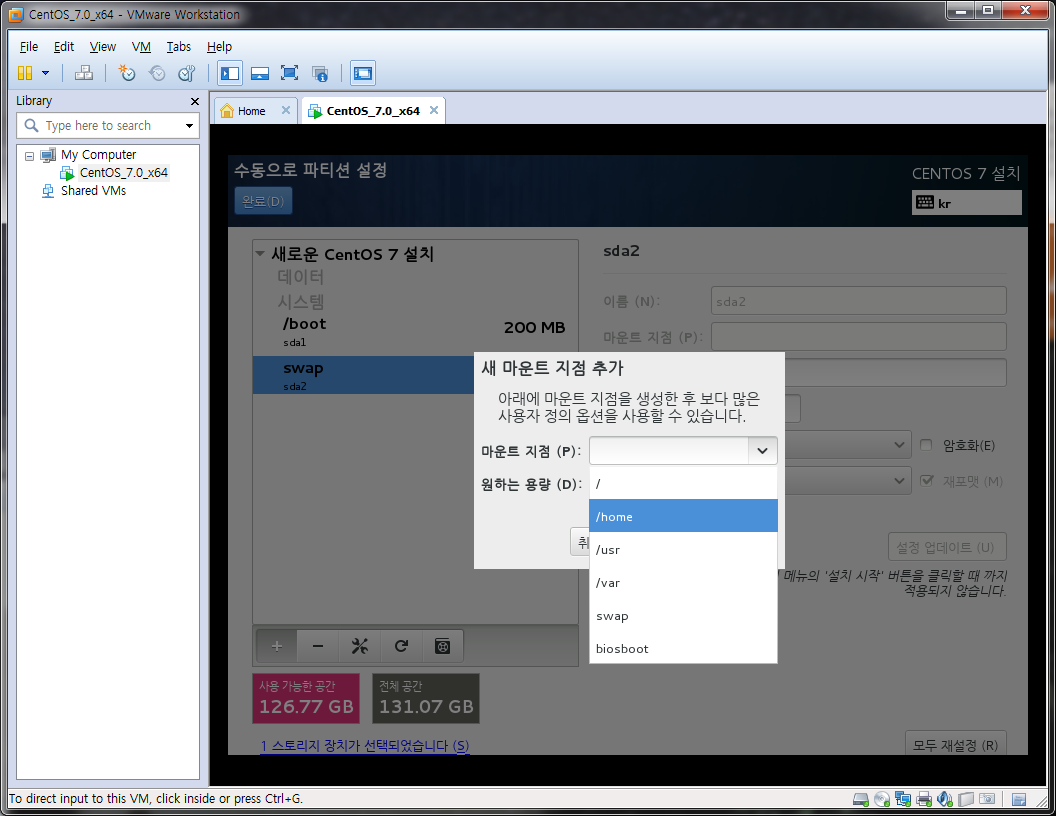 CentOS_7.0_x64 - VMware Workstation
File Edit View VM Tabs Help
Library
Type here to search
My Computer
CentOS_7.0_x64
Shared VMs
Home
CentOS_7.0_x64
수동으로 파티션 설정
완료(D)
CENTOS 7 설치
kr
새로운 CentOS 7 설치
데이터
시스템
/boot
200 MB
sda1
swap
sda2
sda2
이름 (N):
sda2
마운트 지점 (P):
암호화(E)
재포맷 (M)
설정 업데이트 (U)
메뉴의 '설치 시작' 버튼을 클릭할 때 까지
적용되지 않습니다.
새 마운트 지점 추가
아래에 마운트 지점을 생성한 후 보다 많은
사용자 정의 옵션을 사용할 수 있습니다.
마운트 지점 (P):
원하는 용량 (D):
/
/home
/usr
/var
swap
biosboot
취
사용 가능한 공간
126.77 GB
전체 공간
131.07 GB
1 스토리지 장치가 선택되었습니다 (S)
모두 재설정 (R)
To direct input to this VM, click inside or press Ctrl+G.